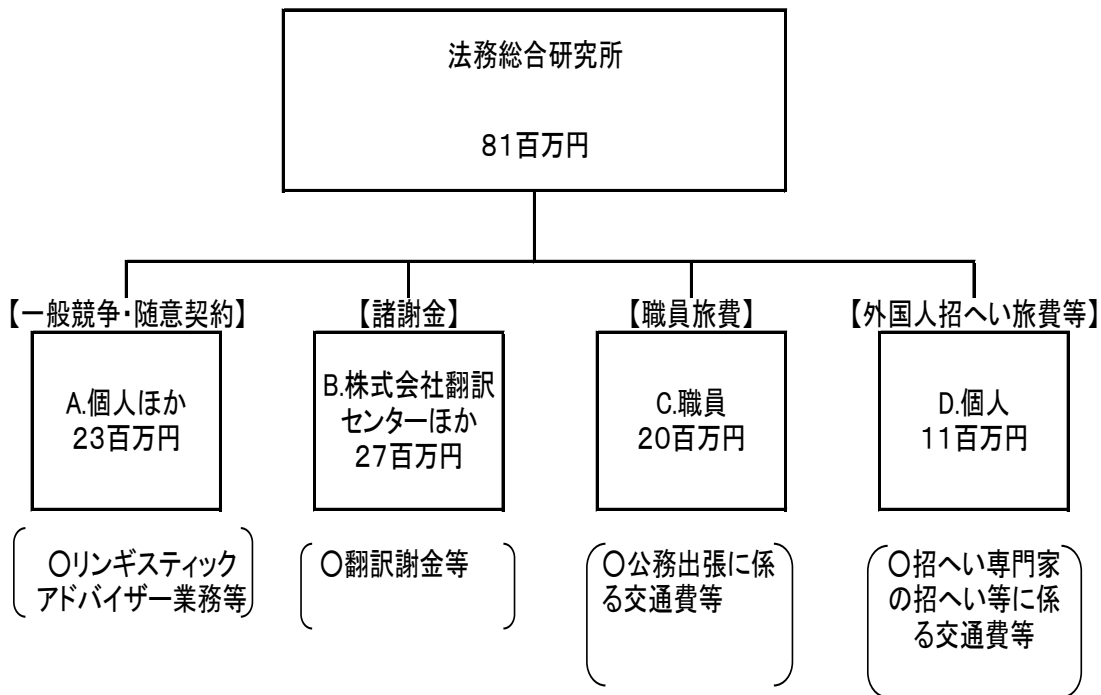 法務総合研究所
81百万円
【一般競争・随意契約】
【諸謝金】
【職員旅費】
【外国人招へい旅費等】
A.個人ほか
23百万円
B.株式会社翻訳
センターほか
27百万円
C.職員
20百万円
D.個人
11百万円
〇リンギスティック
アドバイザー業務等
〇翻訳謝金等
〇公務出張に係
る交通費等
〇招へい専門家
の招へい等に係
る交通費等